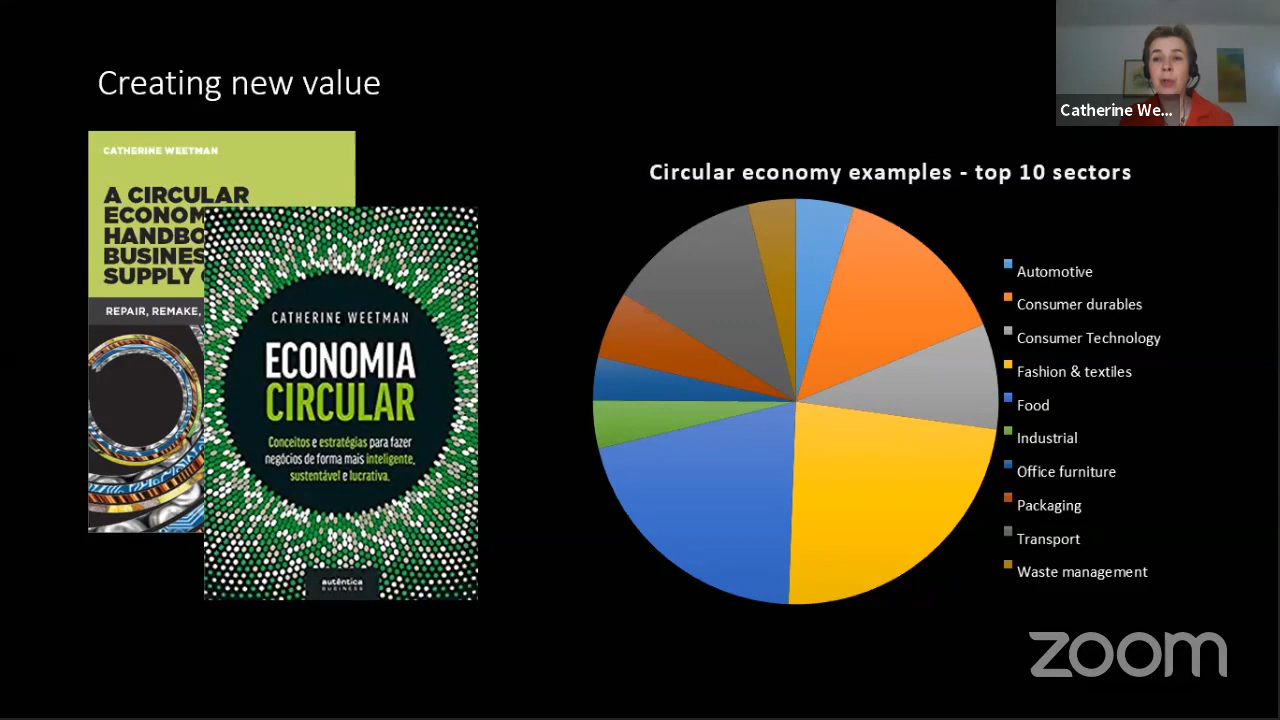 Creating new value
Catherine We...
CATHERINE WEETMAN
A CIRCULAR
ECONOM
HANDBO
BUSINES
SUPPLY
REPAIR, REMAKE,
CATHERINE WEETMAN
ECONOMIA
CIRCULAR
Conceitos e estratégias para fazer
negócios de forma mais inteligente,
sustentável e lucrativa.
autêntica
BUSINESS
Circular economy examples - top 10 sectors
Automotive
Consumer durables
Consumer Technology
Fashion & textiles
Food
Industrial
Office furniture
Packaging
Transport
Waste management
zoom